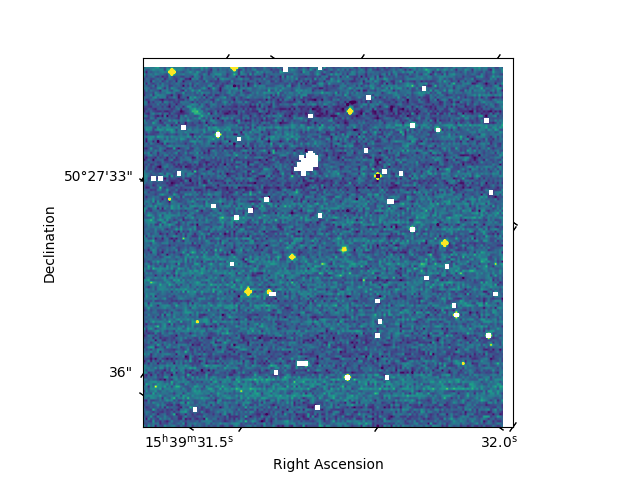 50°27'33"
Declination
36"
15ʰ39ᵐ31.5ˢ
32.0ˢ
Right Ascension